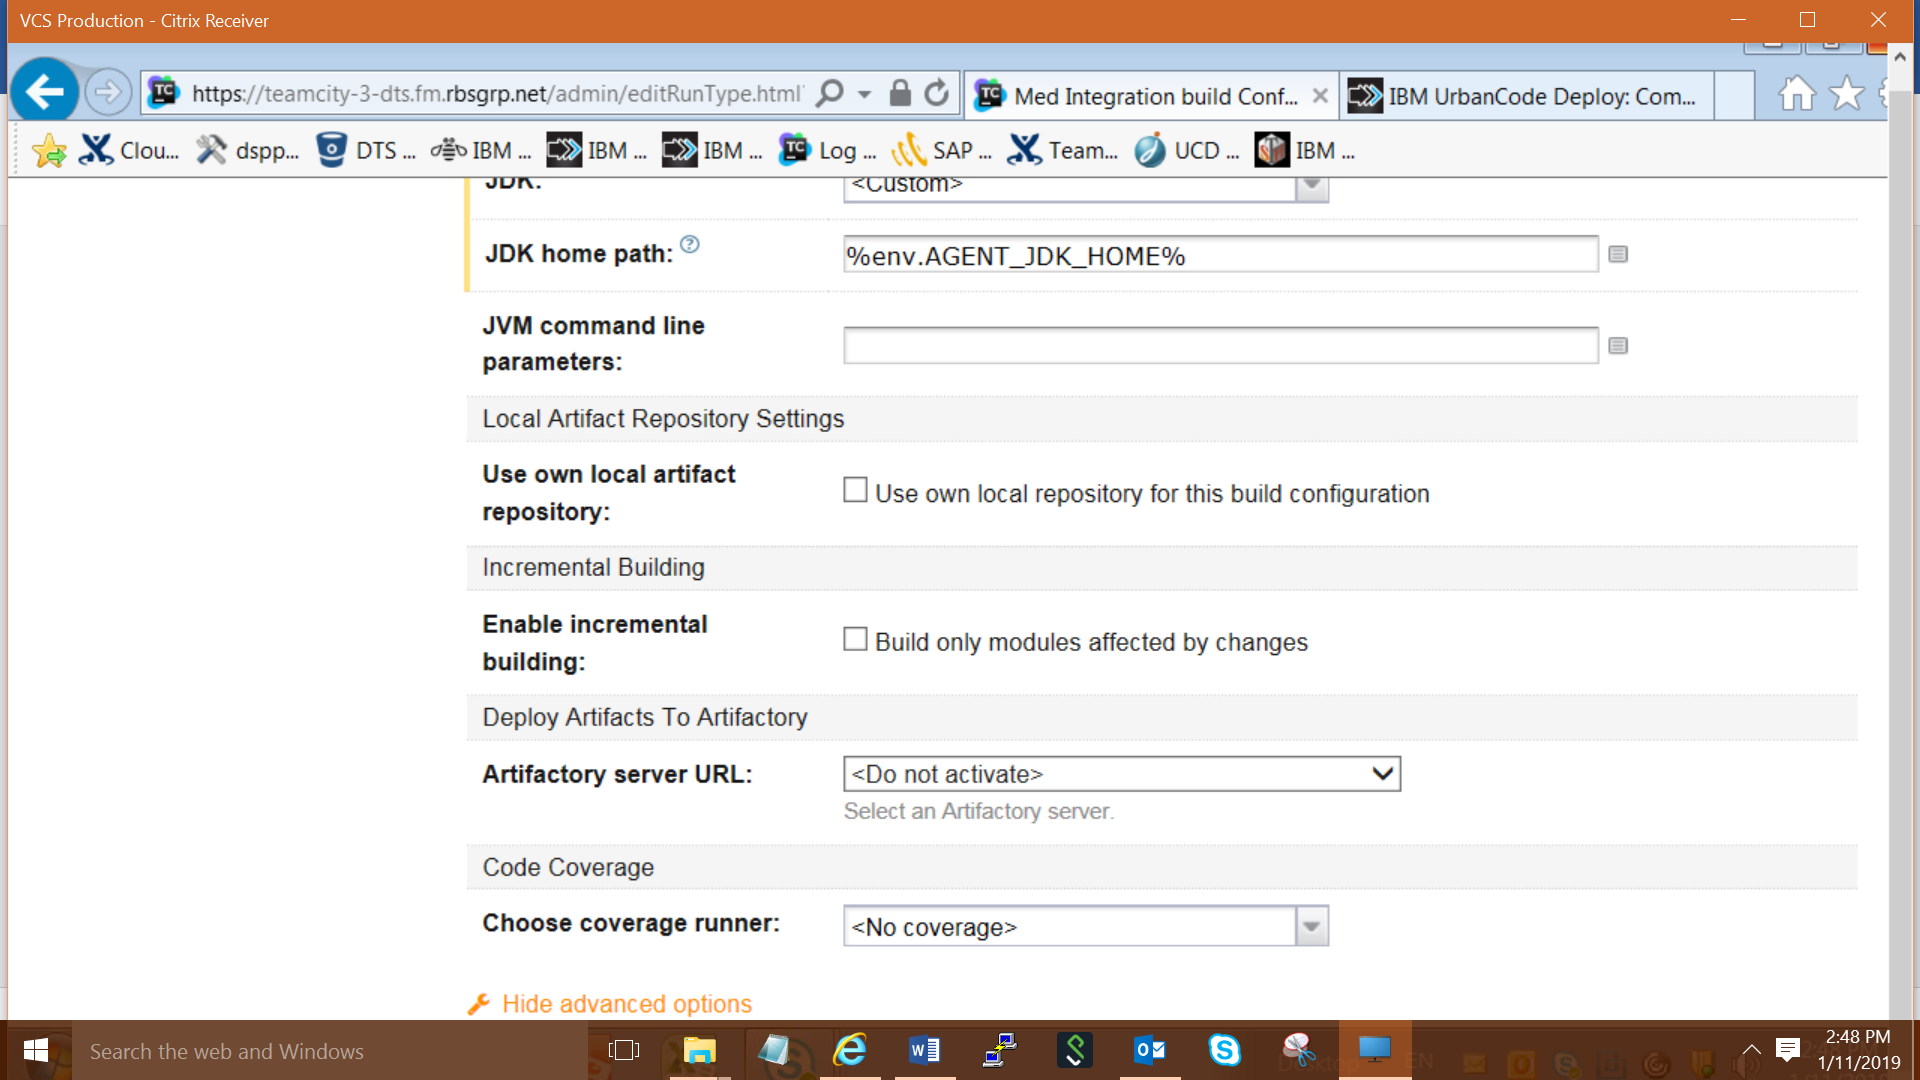 VCS Production - Citrix Receiver
https://teamcity-3-dts.fm.rbsgrp.net/admin/editRunType.html
Med Integration build Conf...
IBM UrbanCode Deploy: Com...
Clou...
dspp...
DTS ...
IBM ...
IBM ...
IBM ...
Log ...
SAP ...
Team...
UCD ...
IBM ...
JDK:
<Custom>
JDK home path:
%env.AGENT_JDK_HOME%
JVM command line
parameters:
Local Artifact Repository Settings
Use own local artifact
repository:
Use own local repository for this build configuration
Incremental Building
Enable incremental
building:
Build only modules affected by changes
Deploy Artifacts To Artifactory
Artifactory server URL:
<Do not activate>
Select an Artifactory server.
Code Coverage
Choose coverage runner:
<No coverage>
Hide advanced options
Search the web and Windows
2:48 PM
1/11/2019